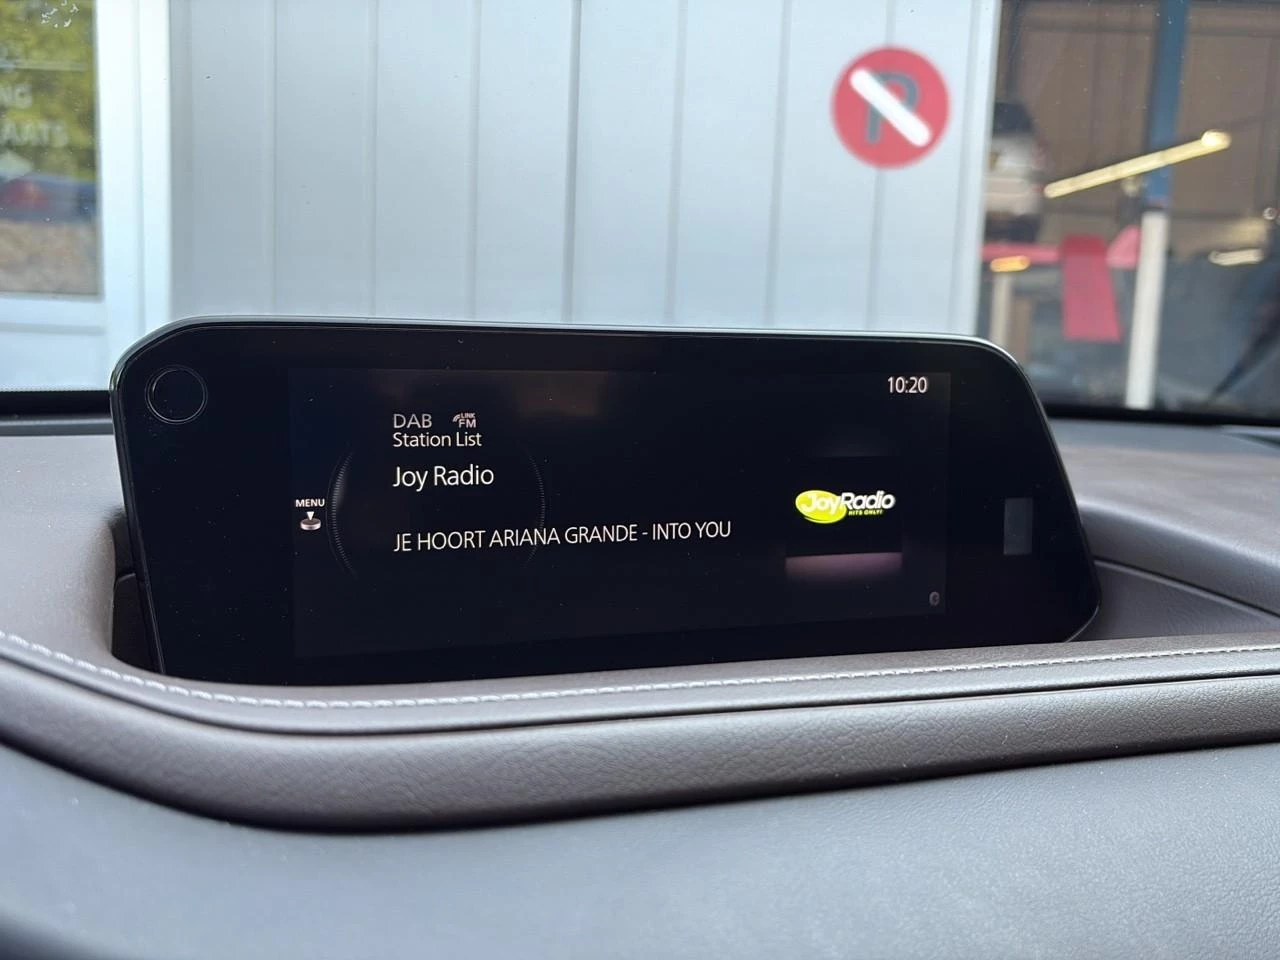 10:20
DAB LINK FM
Station List
Joy Radio
MENU
JoyRadio
HITS ONLY!
JE HOORT ARIANA GRANDE - INTO YOU
P
NG